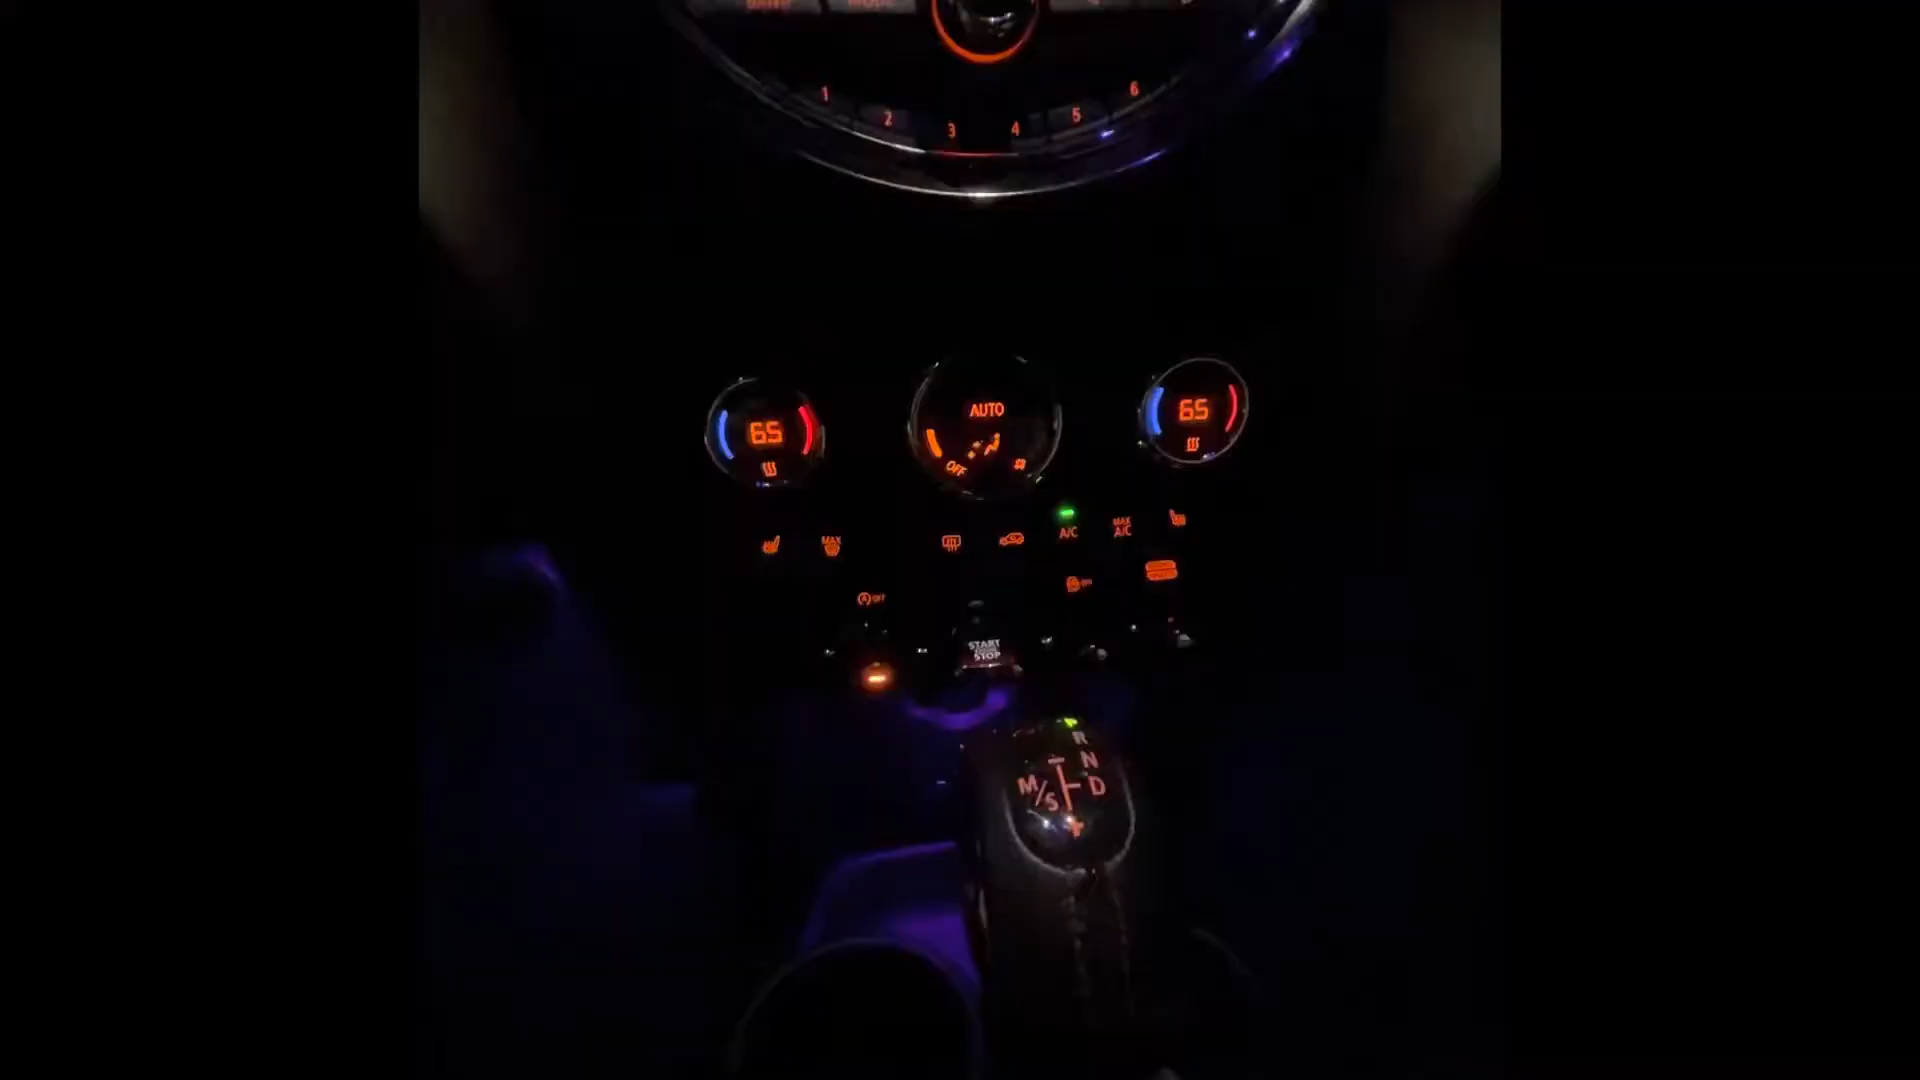 1 2 3 4 5 6
65
AUTO
OFF
65
A/C
MAX
A/C
MAX
OFF
START
STOP
R
N
M/S D
+